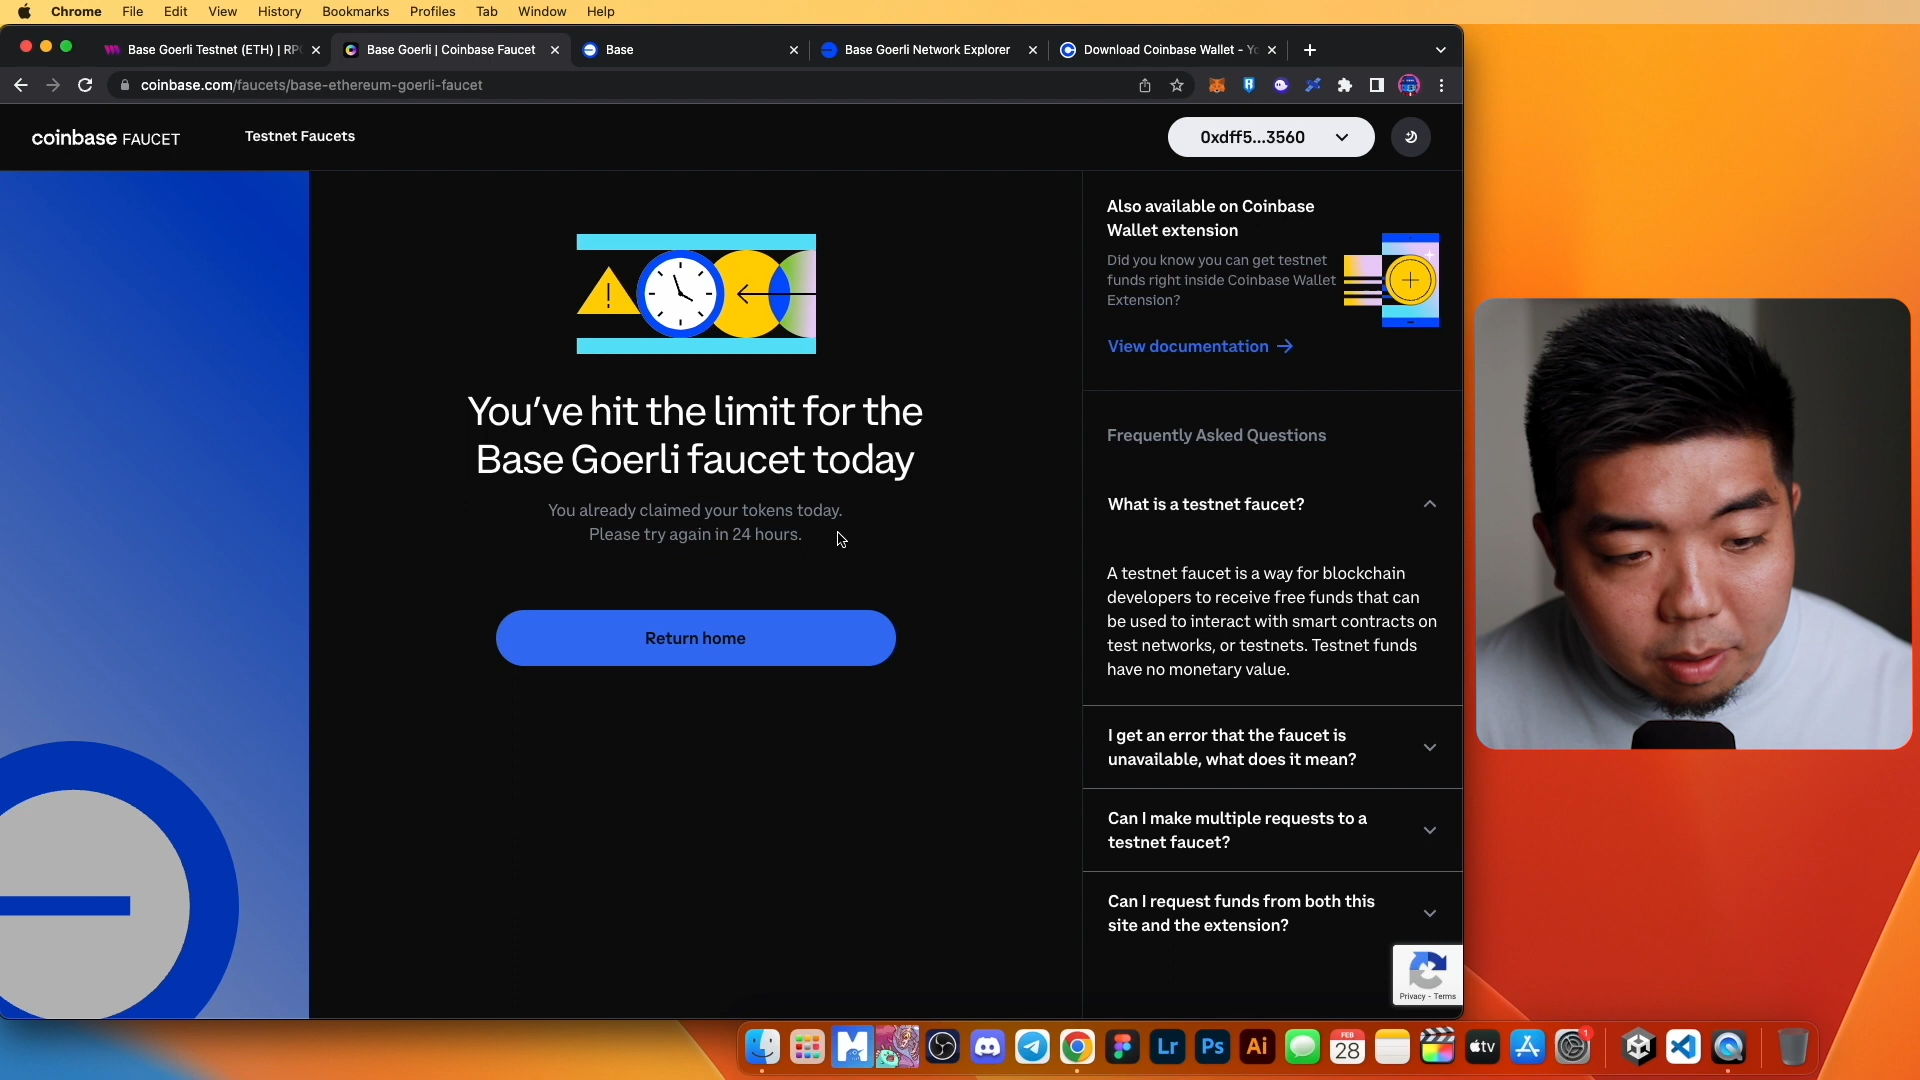 Chrome File Edit View History Bookmarks Profiles Tab Window Help
Base Goerli Testnet (ETH) | RP
Base Goerli | Coinbase Faucet
Base
Base Goerli Network Explorer
Download Coinbase Wallet -
coinbase.com/faucets/base-ethereum-goerli-faucet
coinbase FAUCET
Testnet Faucets
0xdff5...3560
You've hit the limit for the
Base Goerli faucet today
You already claimed your tokens today.
Please try again in 24 hours.
Return home
Also available on Coinbase
Wallet extension
Did you know you can get testnet
funds right inside Coinbase Wallet
Extension?
View documentation
Frequently Asked Questions
What is a testnet faucet?
A testnet faucet is a way for blockchain
developers to receive free funds that can
be used to interact with smart contracts on
test networks, or testnets. Testnet funds
have no monetary value.
I get an error that the faucet is
unavailable, what does it mean?
Can I make multiple requests to a
testnet faucet?
Can I request funds from both this
site and the extension?
Privacy - Terms
Lr
Ps
Ai
FEB
28
tv
1